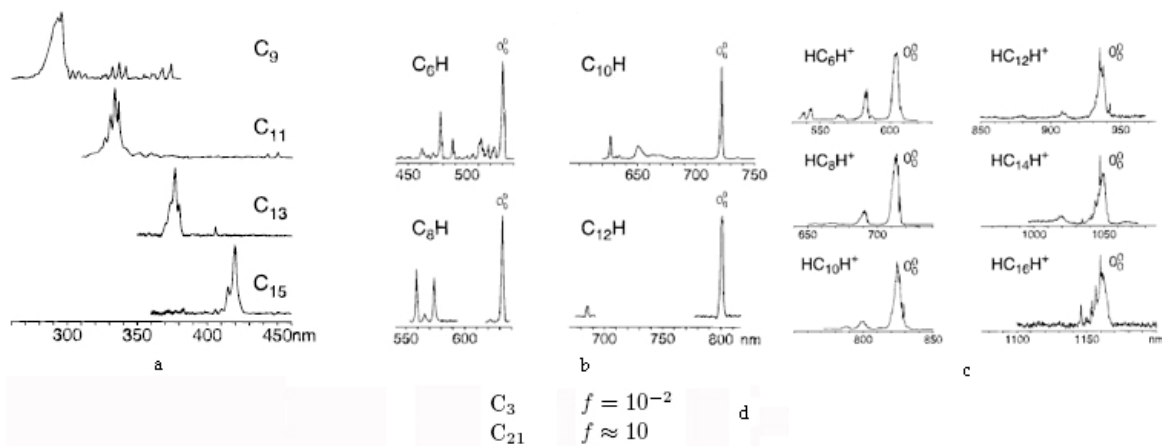 C₉
C₁₁
C₁₃
C₁₅
300 350 400 450nm
a
C₆H 0⁰₀
450 500
C₁₀H 0⁰₀
650 700 750
C₈H 0⁰₀
550 600
C₁₂H 0⁰₀
700 800 nm
b
HC₆H⁺ 0⁰₀
550 600
HC₁₂H⁺ 0⁰₀
850 900 950
HC₈H⁺ 0⁰₀
650 700
HC₁₄H⁺ 0⁰₀
1000 1050
HC₁₀H⁺ 0⁰₀
800 850
HC₁₆H⁺ 0⁰₀
1100 1150 nm
c
C₃ f = 10⁻² d
C₂₁ f ≈ 10